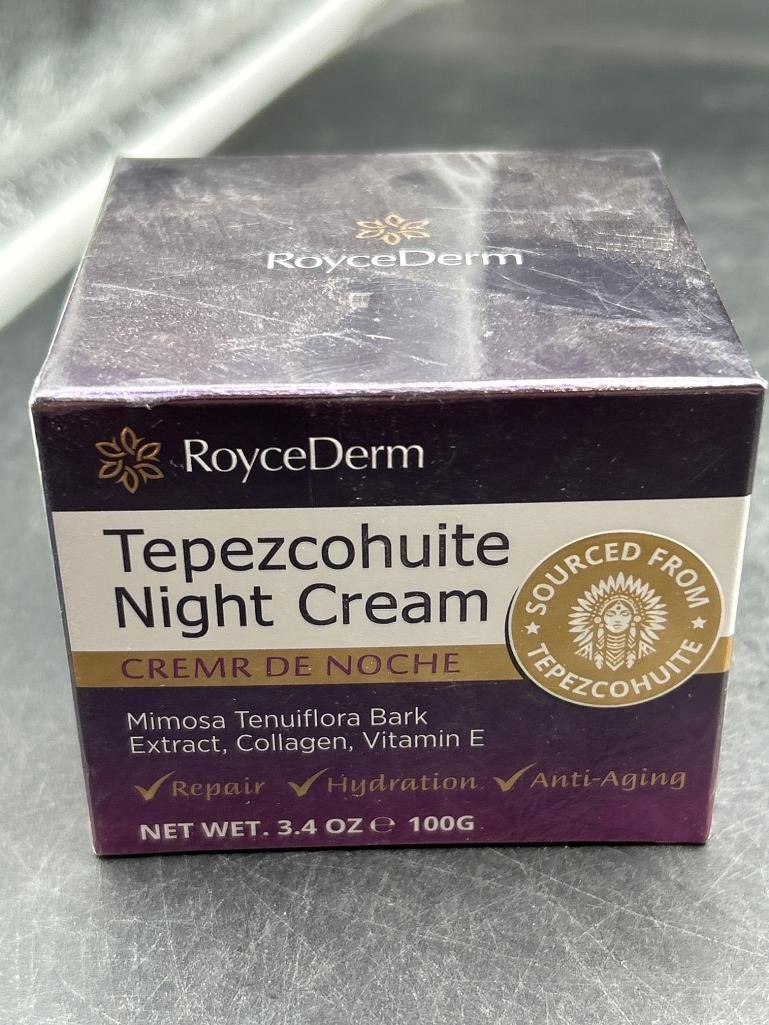 RoyceDerm
RoyceDerm
Tepezcohuite
Night Cream
CREMR DE NOCHE
SOURCED FROM
TEPEZCOHUITE
Mimosa Tenuiflora Bark
Extract, Collagen, Vitamin E
Repair Hydration Anti-Aging
NET WET. 3.4 OZ ℮ 100G